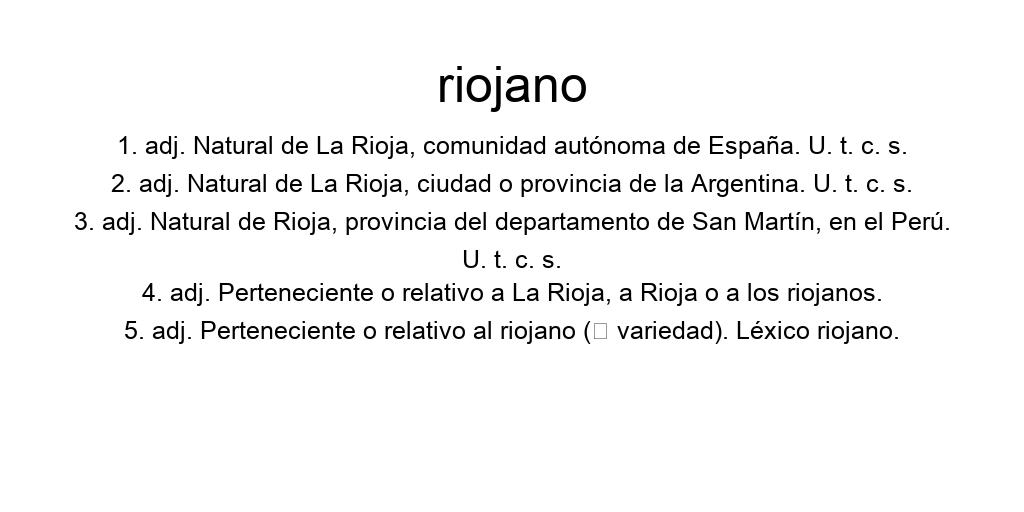 riojano
1. adj. Natural de La Rioja, comunidad autónoma de España. U. t. c. s.
2. adj. Natural de La Rioja, ciudad o provincia de la Argentina. U. t. c. s.
3. adj. Natural de Rioja, provincia del departamento de San Martín, en el Perú.
U. t. c. s.
4. adj. Perteneciente o relativo a La Rioja, a Rioja o a los riojanos.
5. adj. Perteneciente o relativo al riojano (□ variedad). Léxico riojano.